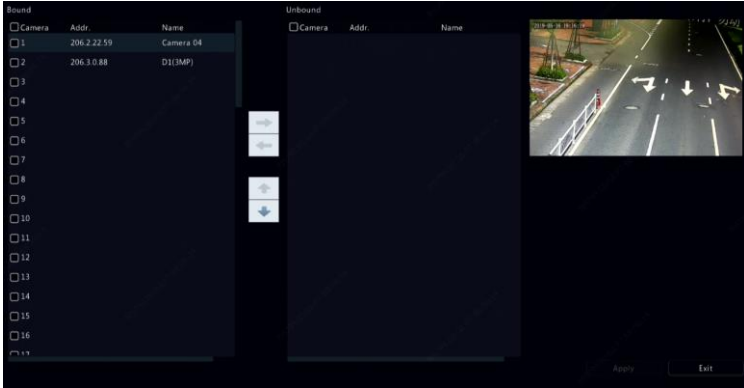 Bound
Camera Addr. Name
1 206.2.22.59 Camera 04
2 206.3.0.88 D1(3MP)
3
4
5
6
7
8
9
10
11
12
13
14
15
16
17
Unbound
Camera Addr. Name
Apply
Exit